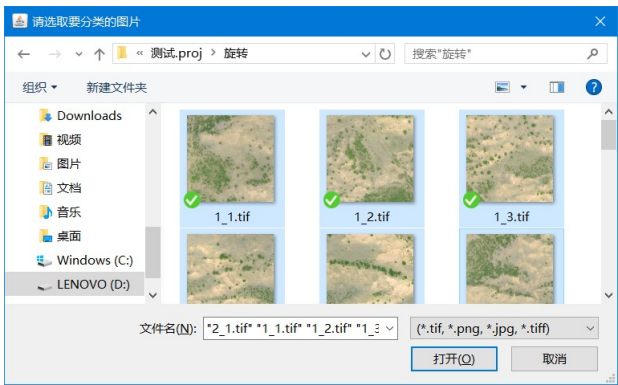 请选取要分类的图片
« 测试.proj > 旋转
搜索"旋转"
组织 新建文件夹
Downloads
视频
图片
文档
音乐
桌面
Windows (C:)
LENOVO (D:)
1_1.tif 1_2.tif 1_3.tif
文件名(N): "2_1.tif" "1_1.tif" "1_2.tif" "1_3 (*.tif, *.png, *.jpg, *.tiff)
打开(O) 取消